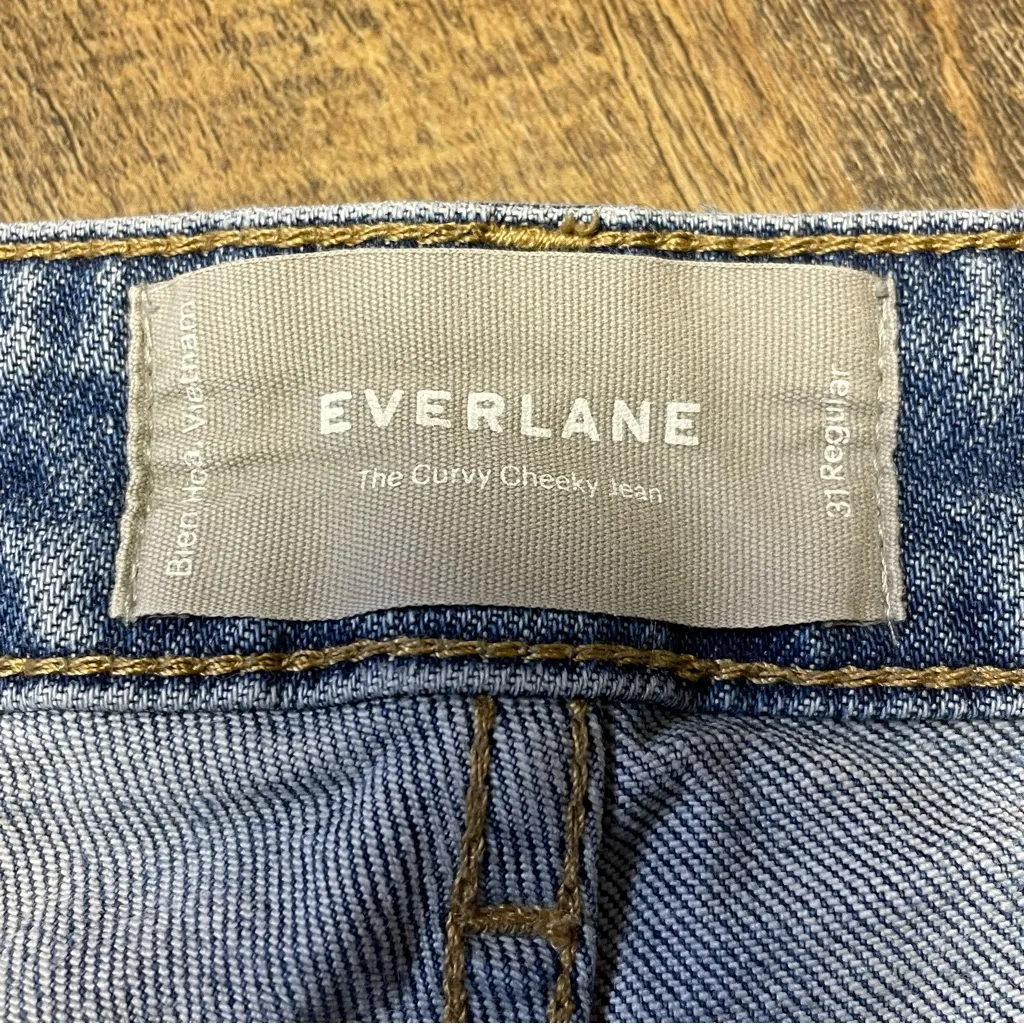 EVERLANE
The Curvy Cheeky Jean
Bien Hoa Vietnam
31 Regular